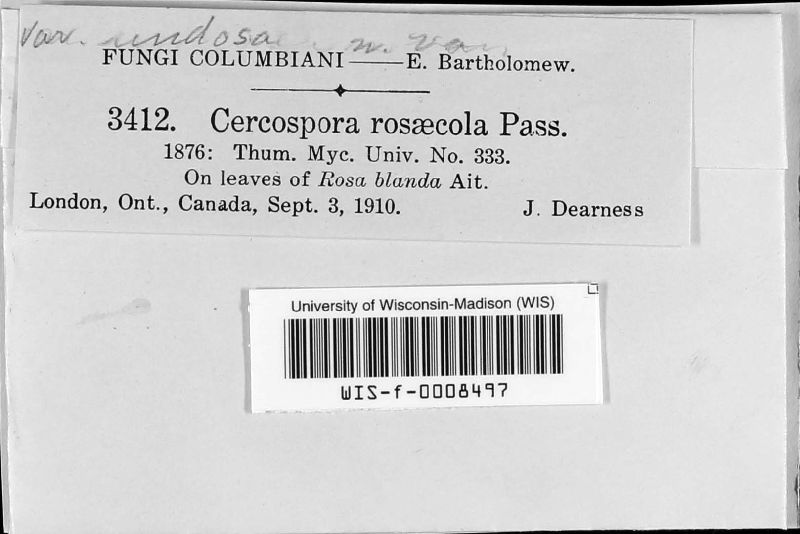 Var. undosa n. var.
FUNGI COLUMBIANI—E. Bartholomew.
3412. Cercospora rosæcola Pass.
1876: Thum. Myc. Univ. No. 333.
On leaves of Rosa blanda Ait.
London, Ont., Canada, Sept. 3, 1910. J. Dearness
University of Wisconsin-Madison (WIS)
WIS-f-0008497